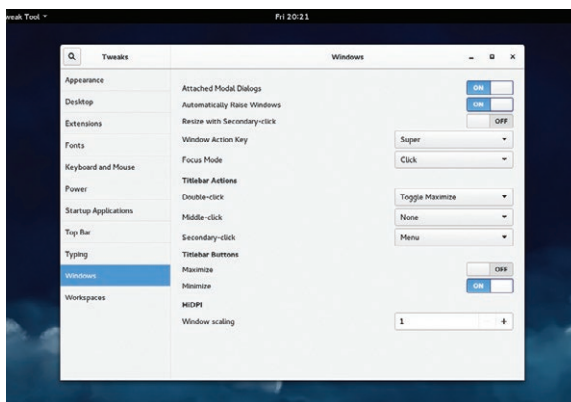 weak Tool
Fri 20:21
Tweaks
Windows
Appearance
Desktop
Extensions
Fonts
Keyboard and Mouse
Power
Startup Applications
Top Bar
Typing
Windows
Workspaces
Attached Modal Dialogs ON
Automatically Raise Windows ON
Resize with Secondary-click OFF
Window Action Key Super
Focus Mode Click
Titlebar Actions
Double-click Toggle Maximize
Middle-click None
Secondary-click Menu
Titlebar Buttons
Maximize OFF
Minimize ON
HiDPI
Window scaling 1